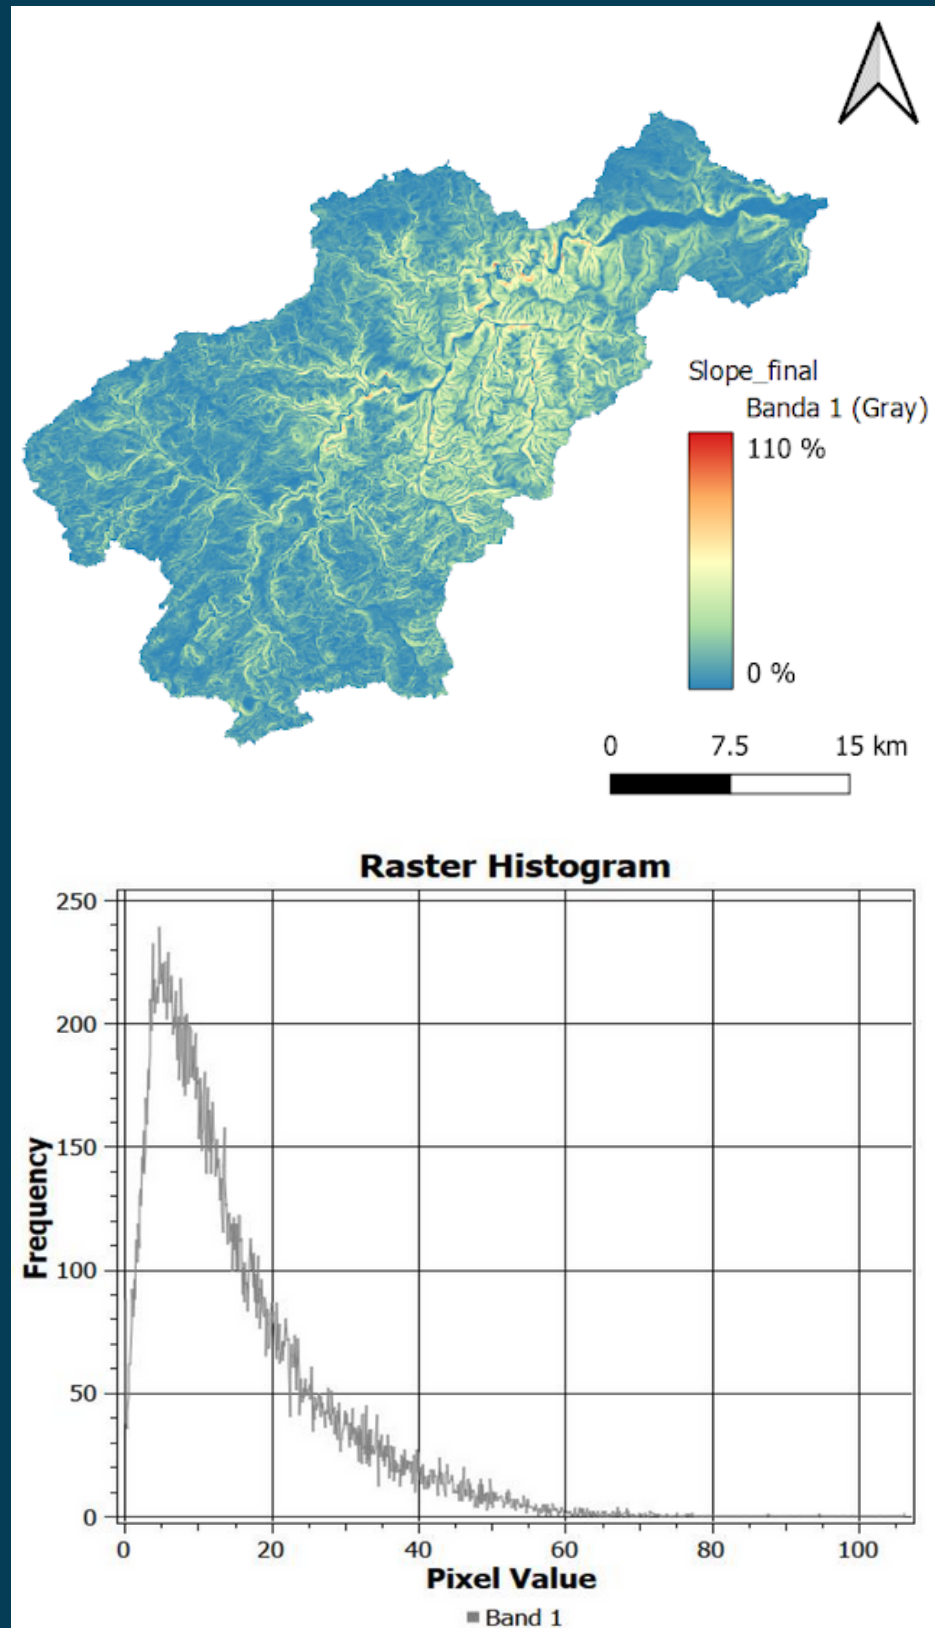 Slope_final
Banda 1 (Gray)
110 %
0 %
0 7.5 15 km
Raster Histogram
250
200
150
100
50
0
Frequency
0 20 40 60 80 100
Pixel Value
Band 1